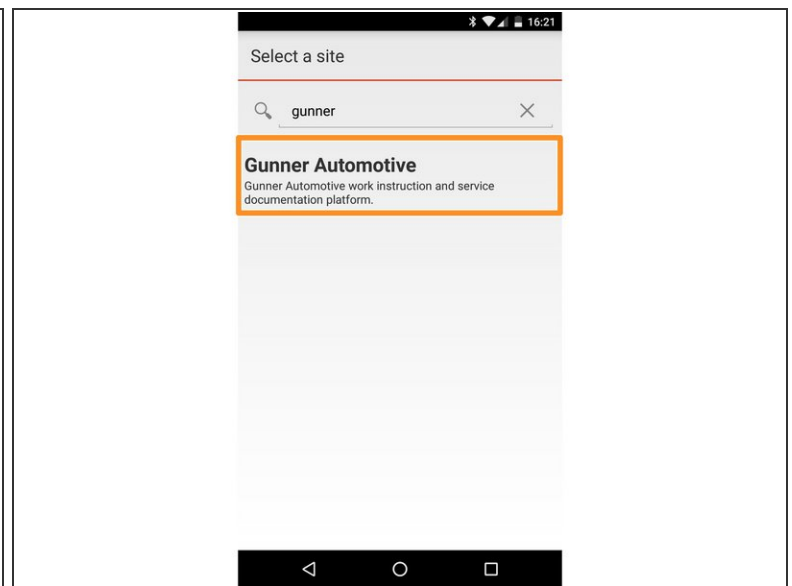 16:21
Select a site
gunner
Gunner Automotive
Gunner Automotive work instruction and service
documentation platform.